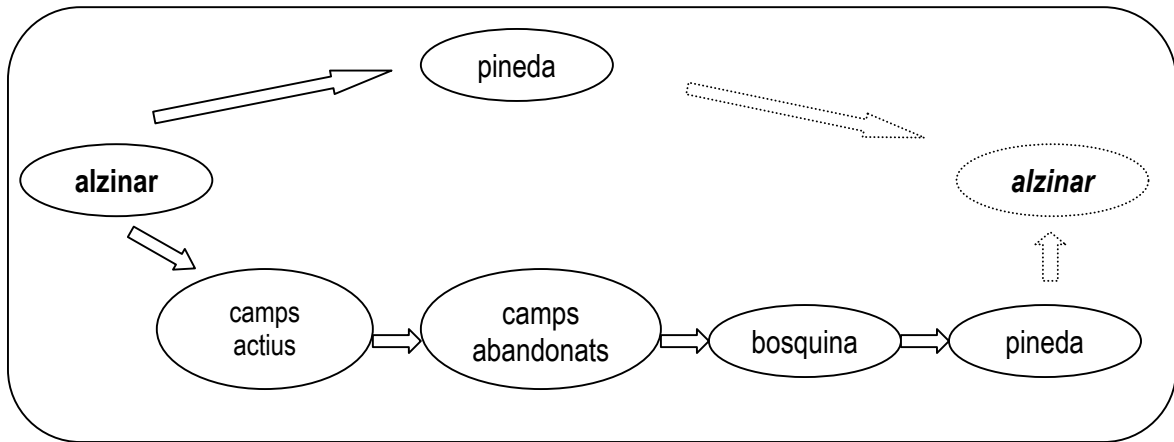 pineda
alzinar
alzinar
camps
actius
camps
abandonats
bosquina
pineda